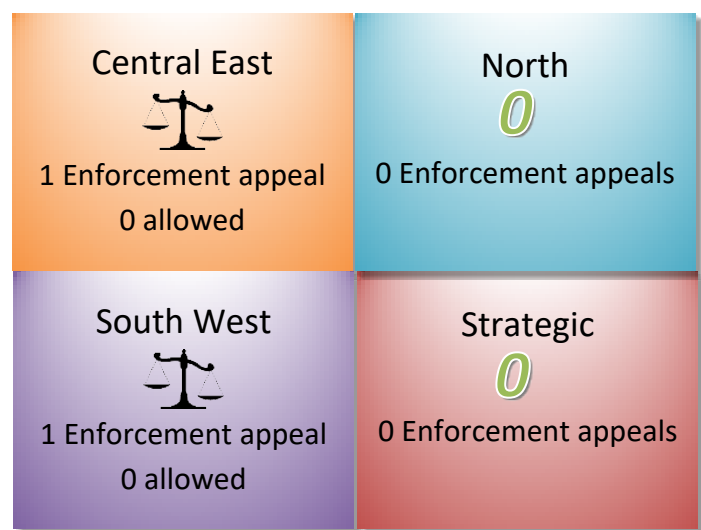 Central East
1 Enforcement appeal
0 allowed
North
0
0 Enforcement appeals
South West
1 Enforcement appeal
0 allowed
Strategic
0
0 Enforcement appeals